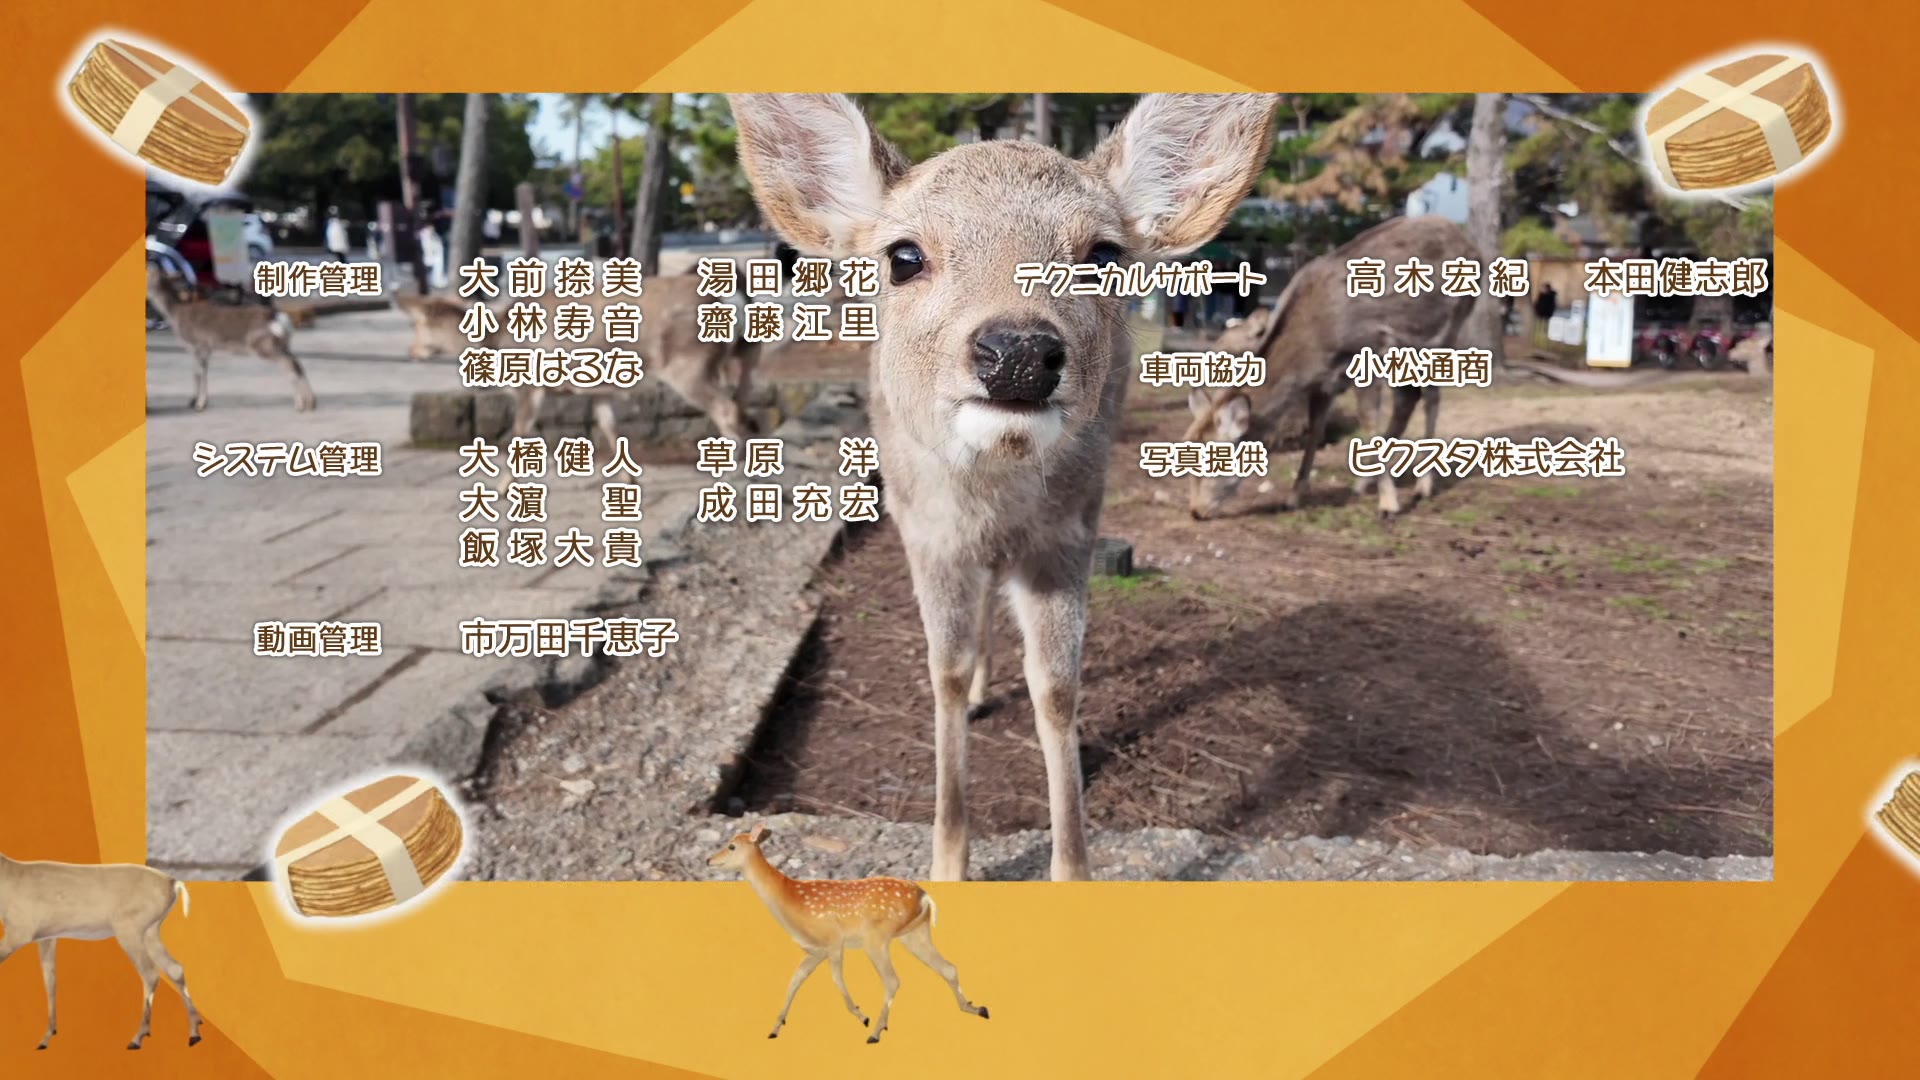 制作管理 大前捺美 湯田郷花
小林寿音 齋藤江里
篠原はるな
システム管理 大橋健人 草原 洋
大濵 聖 成田充宏
飯塚大貴
動画管理 市万田千恵子
テクニカルサポート 高木宏紀 本田健志郎
車両協力 小松通商
写真提供 ピクスタ株式会社